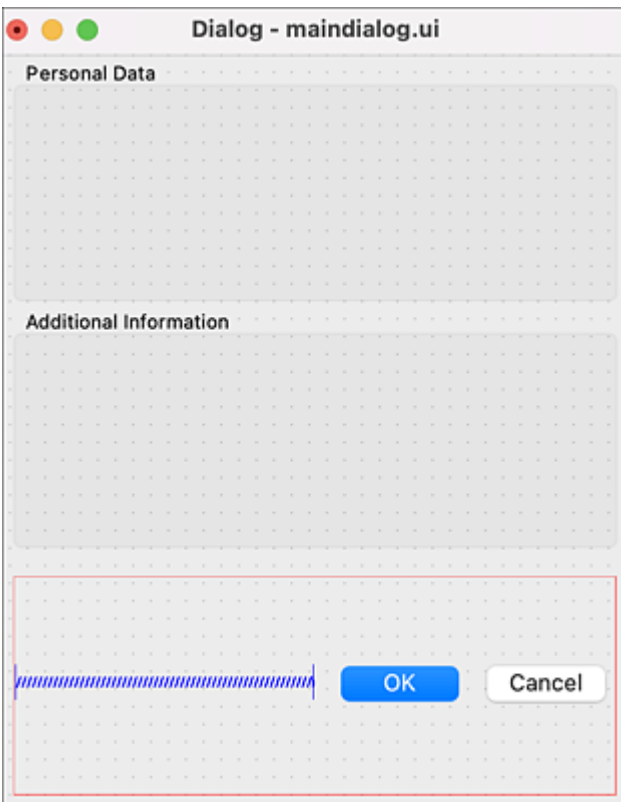 Dialog - maindialog.ui
Personal Data
Additional Information
OK
Cancel